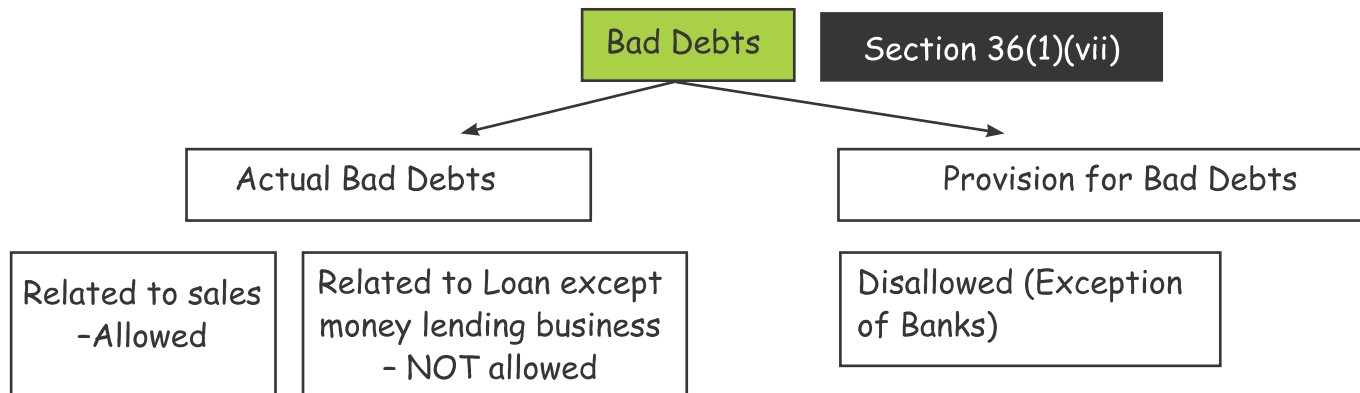 Bad Debts
Section 36(1)(vii)
Actual Bad Debts
Provision for Bad Debts
Related to sales
–Allowed
Related to Loan except
money lending business
– NOT allowed
Disallowed (Exception
of Banks)